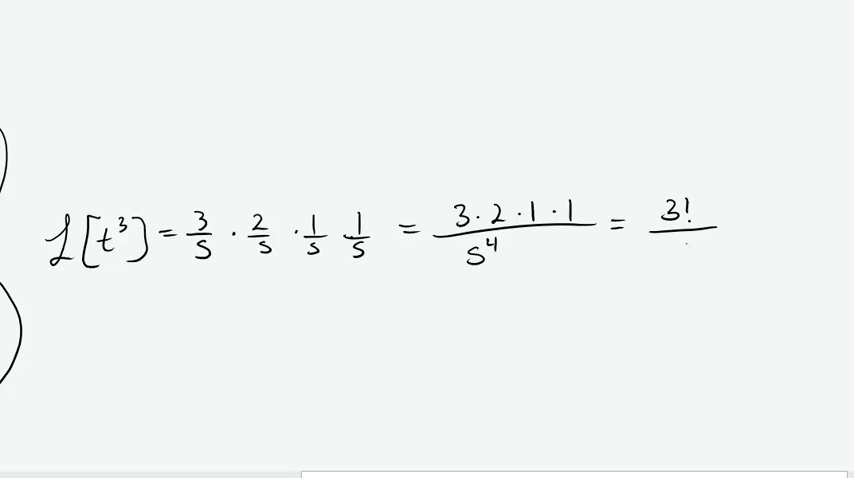 ℒ[t³] = 3/s · 2/s · 1/s 1/s = 3·2·1·1/s⁴ = 3!/